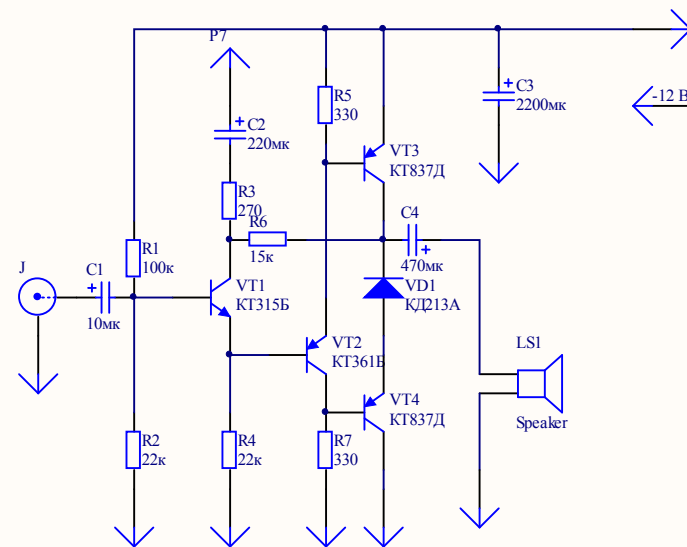 P7
-12 В
R5
330
C3
2200мк
C2
220мк
VT3
КТ837Д
R3
270
R6
15к
C4
470мк
R1
100к
J
C1
10мк
VT1
КТ315Б
VD1
КД213А
VT2
КТ361Б
LS1
Speaker
VT4
КТ837Д
R2
22к
R4
22к
R7
330